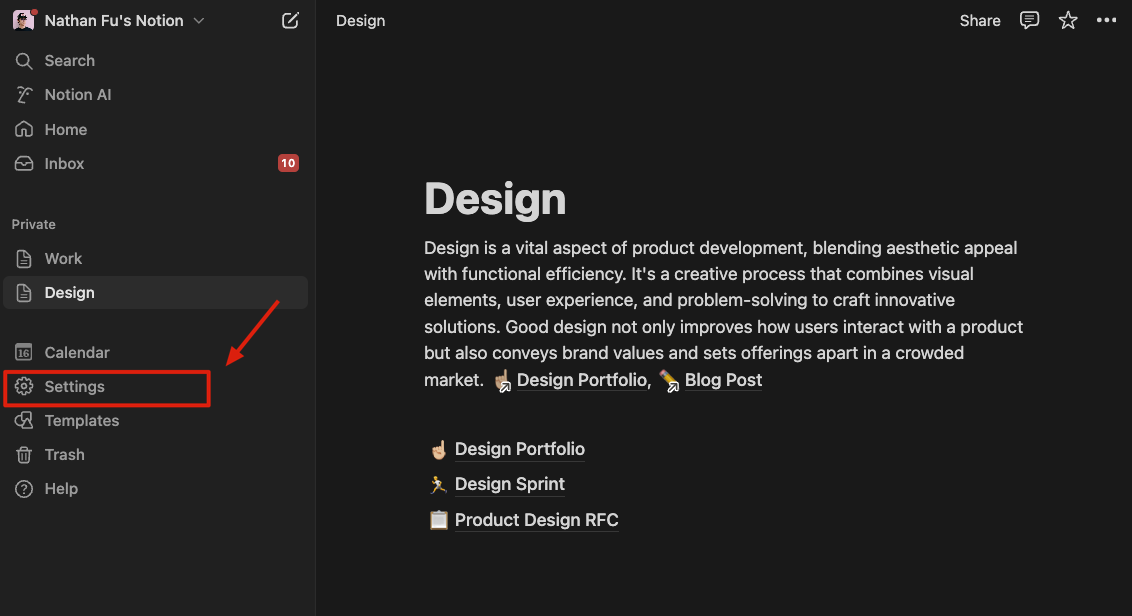 Nathan Fu's Notion
Search
Notion AI
Home
Inbox
10
Private
Work
Design
16
Calendar
Settings
Templates
Trash
Help
Design
Share
Design
Design is a vital aspect of product development, blending aesthetic appeal
with functional efficiency. It's a creative process that combines visual
elements, user experience, and problem-solving to craft innovative
solutions. Good design not only improves how users interact with a product
but also conveys brand values and sets offerings apart in a crowded
market. Design Portfolio, Blog Post
Design Portfolio
Design Sprint
Product Design RFC